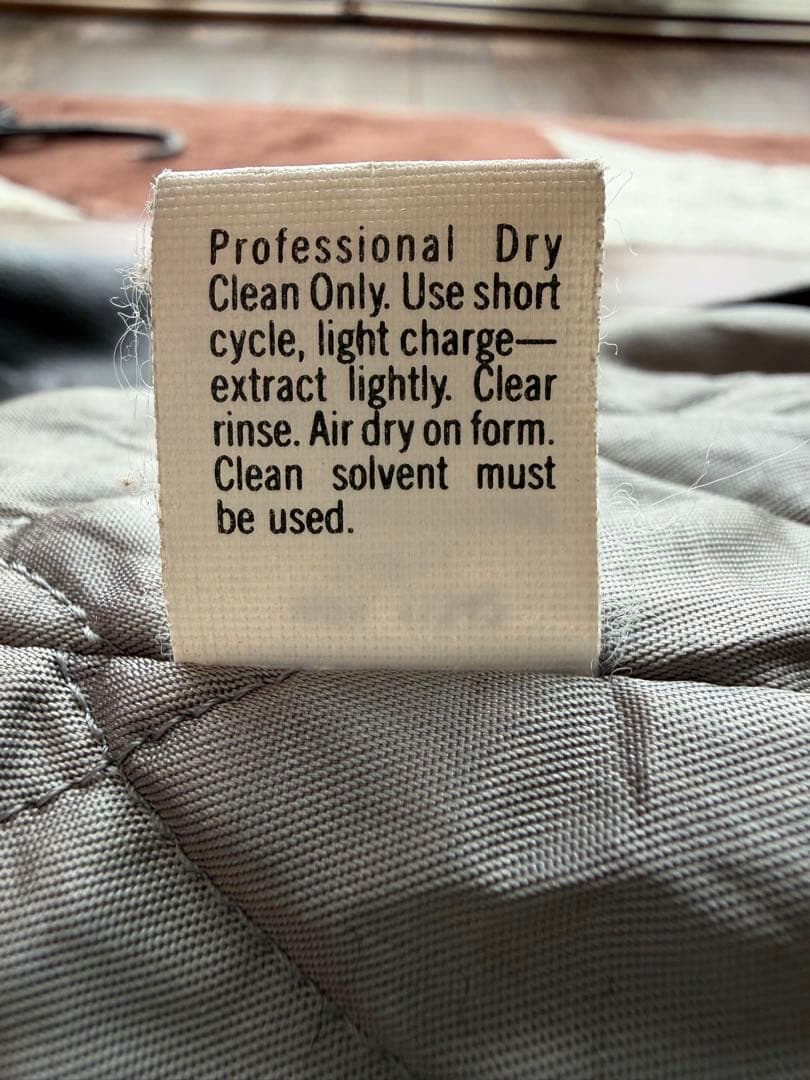 Professional Dry
Clean Only. Use short
cycle, light charge—
extract lightly. Clear
rinse. Air dry on form.
Clean solvent must
be used.